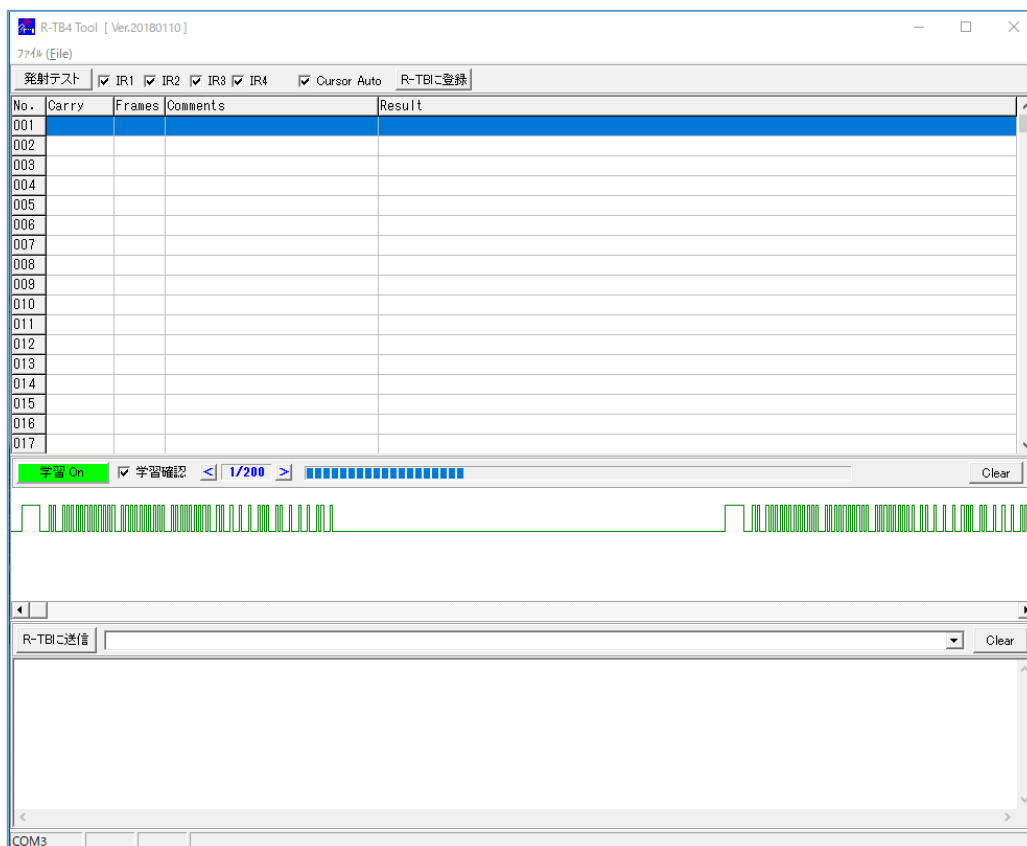 R-TB4 Tool [ Ver.20180110 ]
ファイル (File)
発射テスト IR1 IR2 IR3 IR4 Cursor Auto R-TBIに登録
No. Carry Frames Comments Result
001
002
003
004
005
006
007
008
009
010
011
012
013
014
015
016
017
学習 On 学習確認 < 1/200 > Clear
R-TBIに送信 Clear
COM3